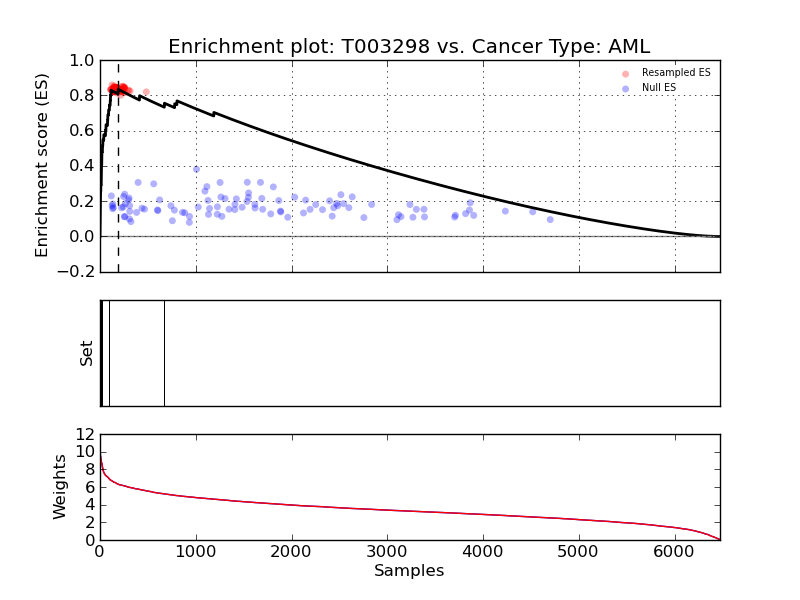 Enrichment plot: T003298 vs. Cancer Type: AML
Enrichment score (ES)
1.0
0.8
0.6
0.4
0.2
0.0
−0.2
Resampled ES
Null ES
Set
Weights
12
10
8
6
4
2
0
0 1000 2000 3000 4000 5000 6000
Samples